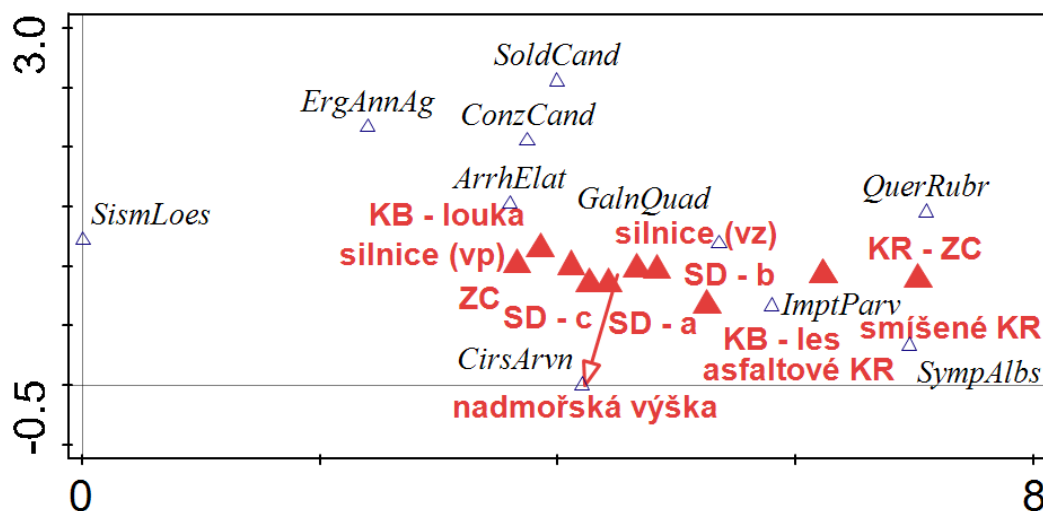 3.0
SoldCand
ErgAnnAg
ConzCand
ArrhElat
GalnQuad
QuerRubr
SismLoes
KB - louka
silnice (vz)
KR - ZC
silnice (vp)
SD - b
ZC
ImptParv
SD - c
SD - a
smíšené KR
KB - les
CirsArvn
asfaltové KR
SympAlbs
nadmořská výška
-0.5
0
8